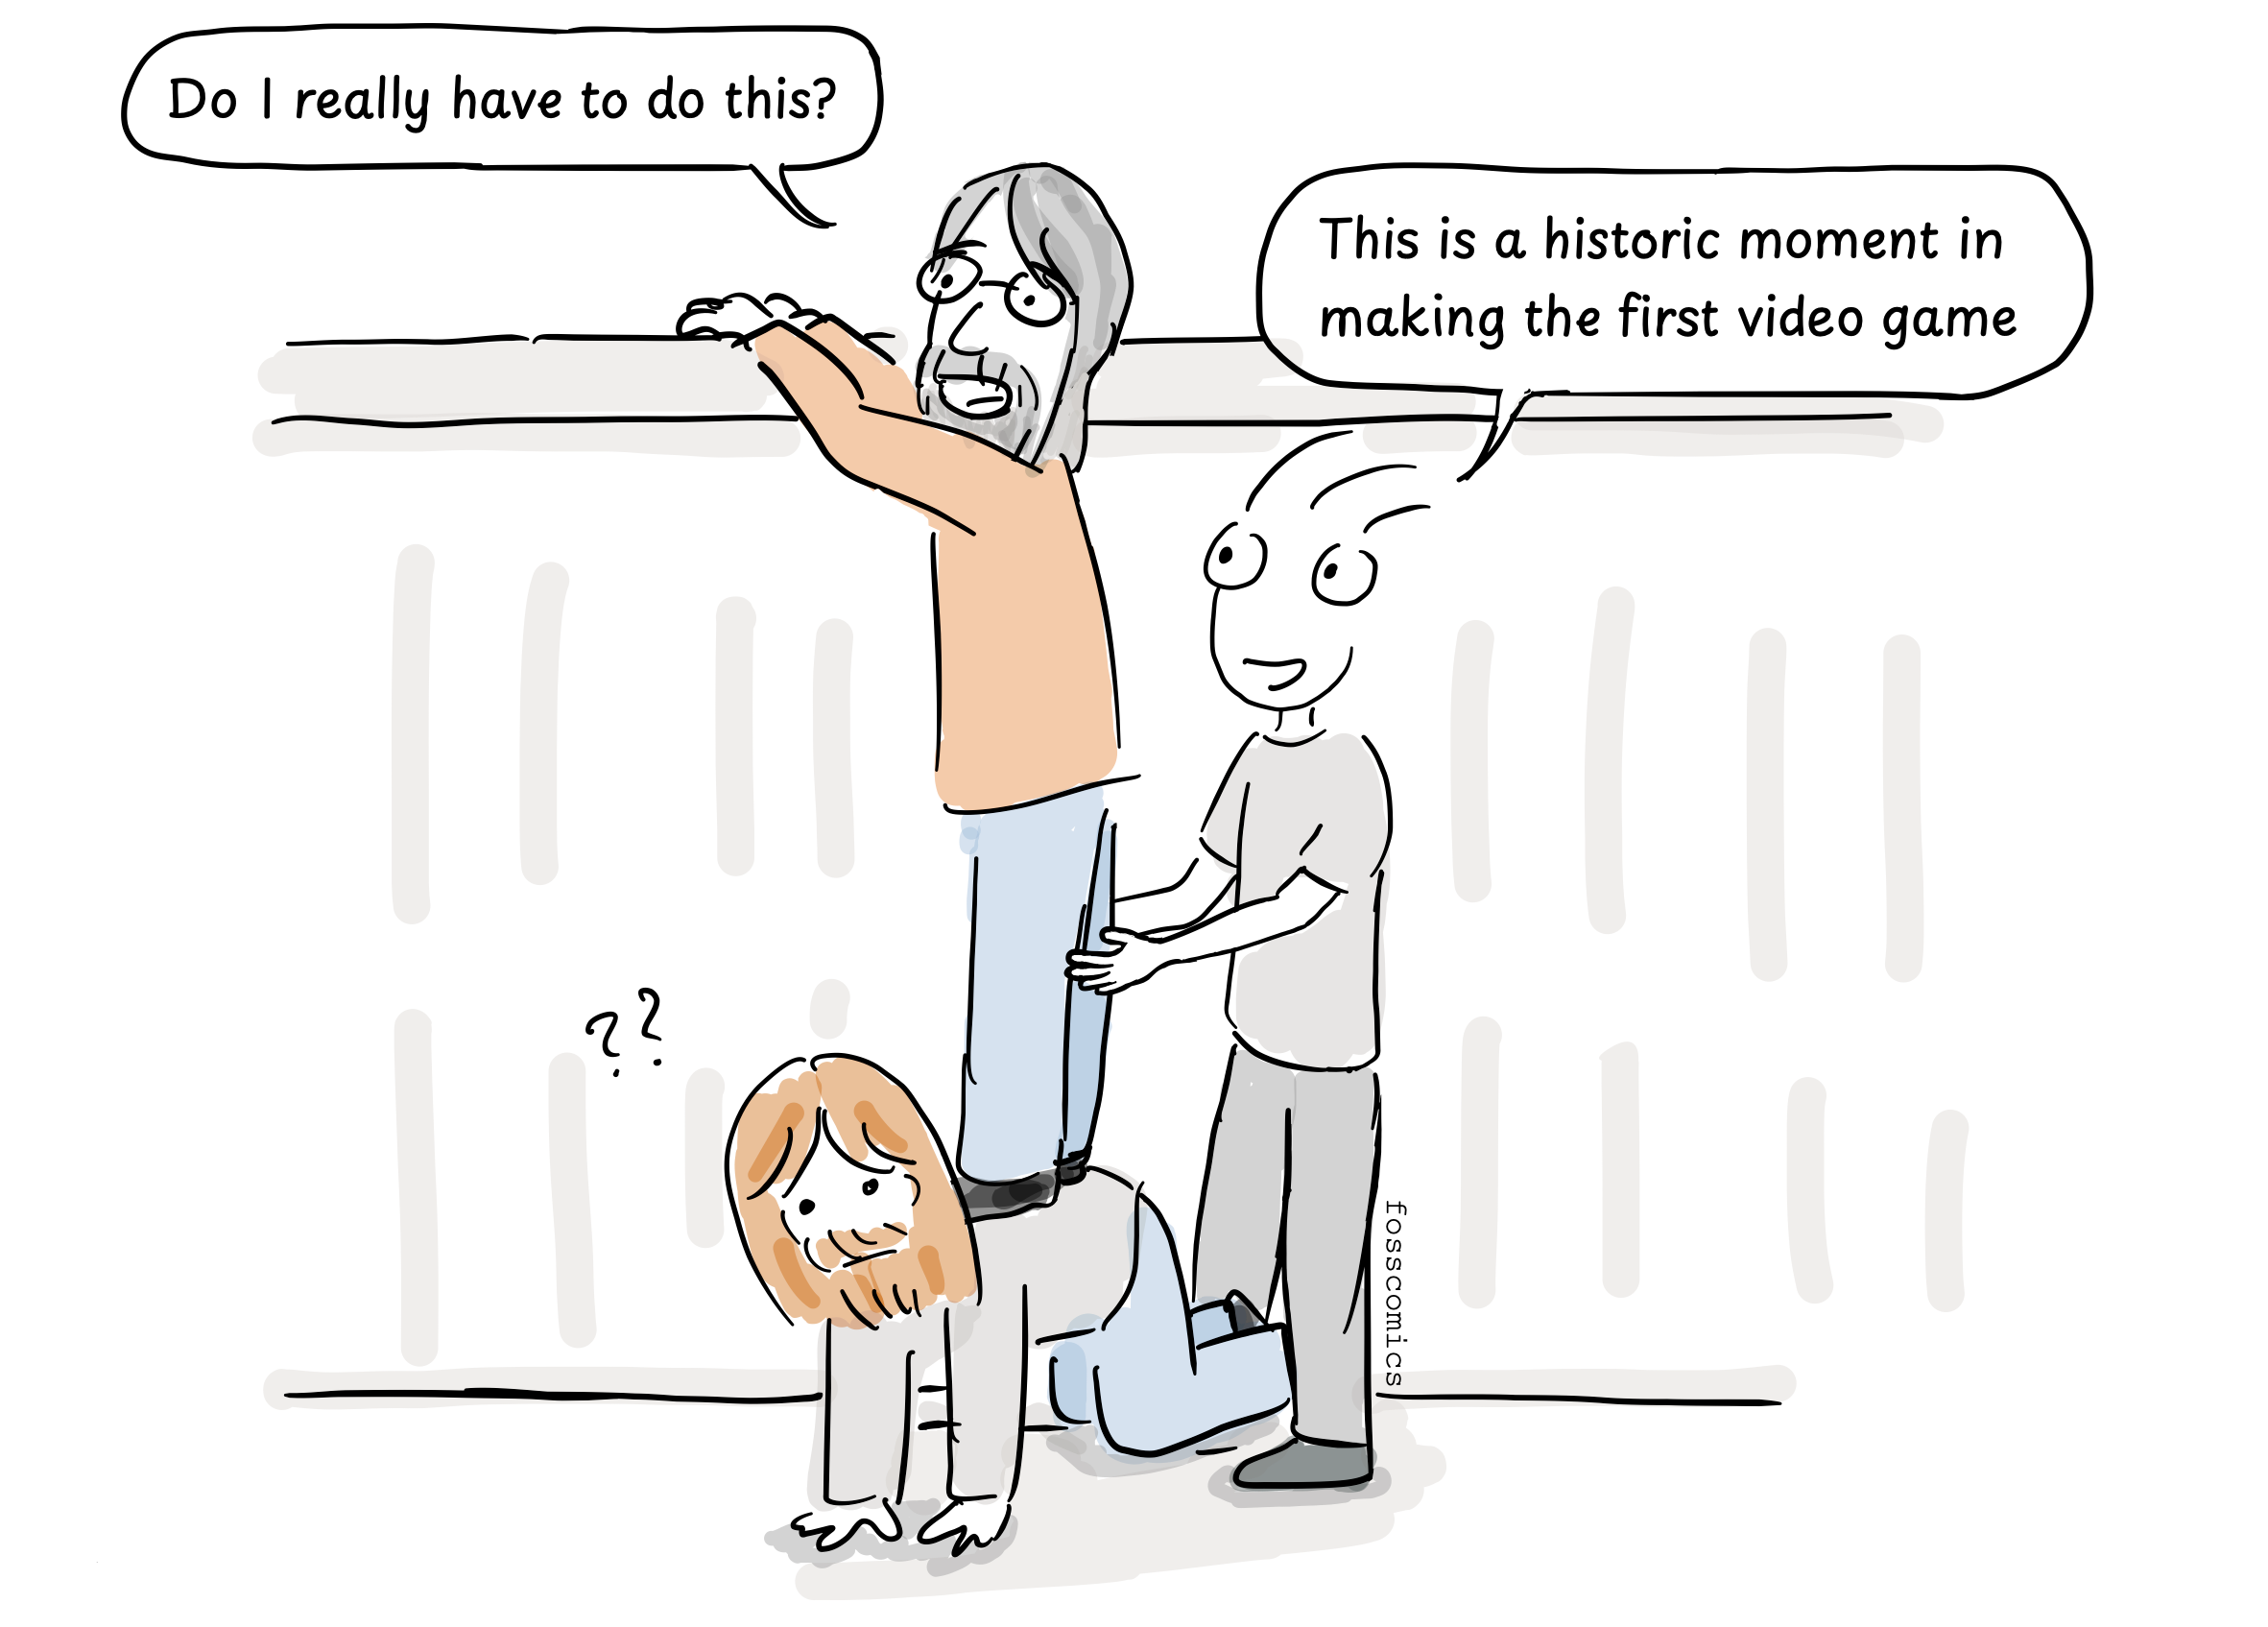 Do I really have to do this?
This is a historic moment in
making the first video game
??
fosscomics